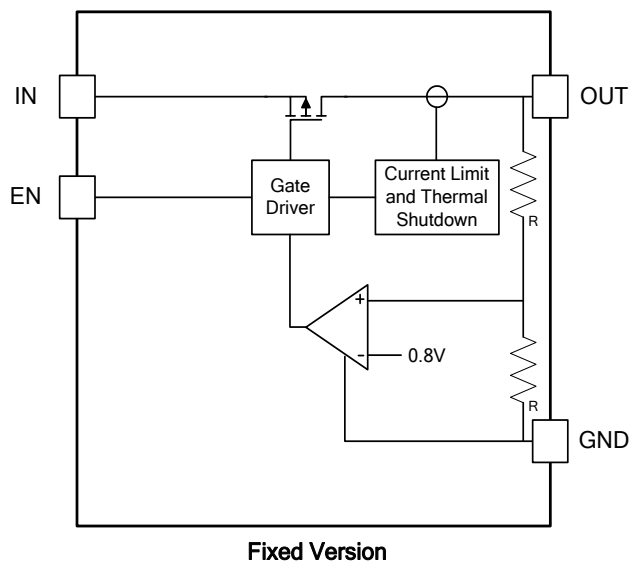 IN
OUT
EN
Gate
Driver
Current Limit
and Thermal
Shutdown
R
+
-
0.8V
R
GND
Fixed Version